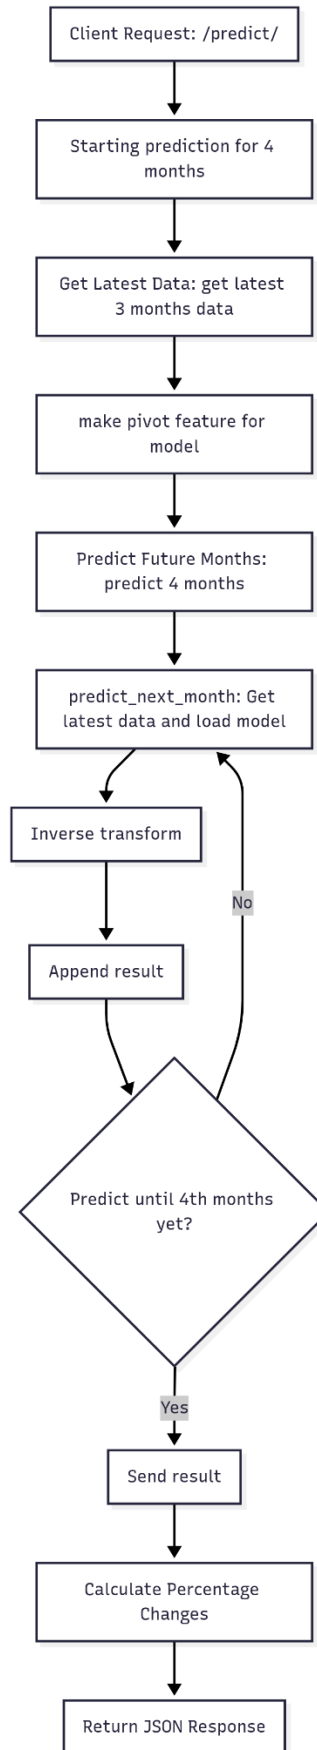 Client Request: /predict/
Starting prediction for 4
months
Get Latest Data: get latest
3 months data
make pivot feature for
model
Predict Future Months:
predict 4 months
predict_next_month: Get
latest data and load model
Inverse transform
No
Append result
Predict until 4th months
yet?
Yes
Send result
Calculate Percentage
Changes
Return JSON Response